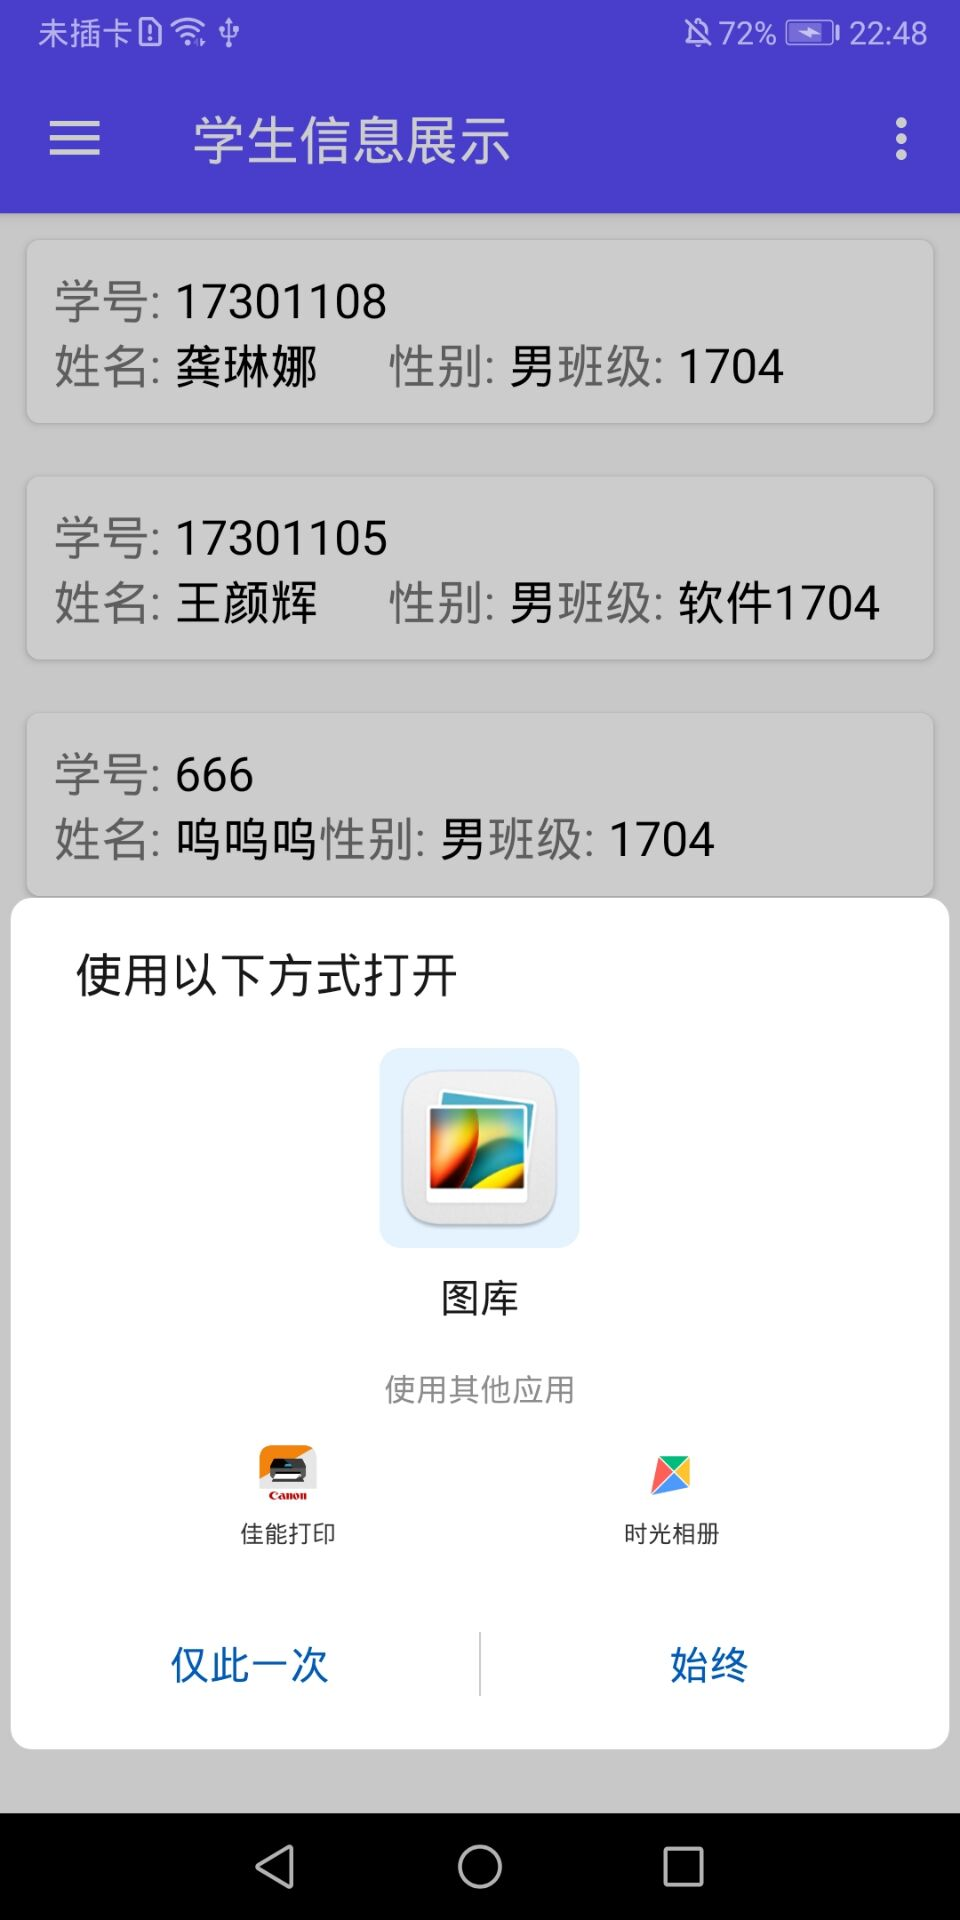 未插卡 72% 22:48
学生信息展示
学号: 17301108
姓名: 龚琳娜 性别: 男班级: 1704
学号: 17301105
姓名: 王颜辉 性别: 男班级: 软件1704
学号: 666
姓名: 呜呜呜性别: 男班级: 1704
使用以下方式打开
图库
使用其他应用
Canon
佳能打印 时光相册
仅此一次 始终